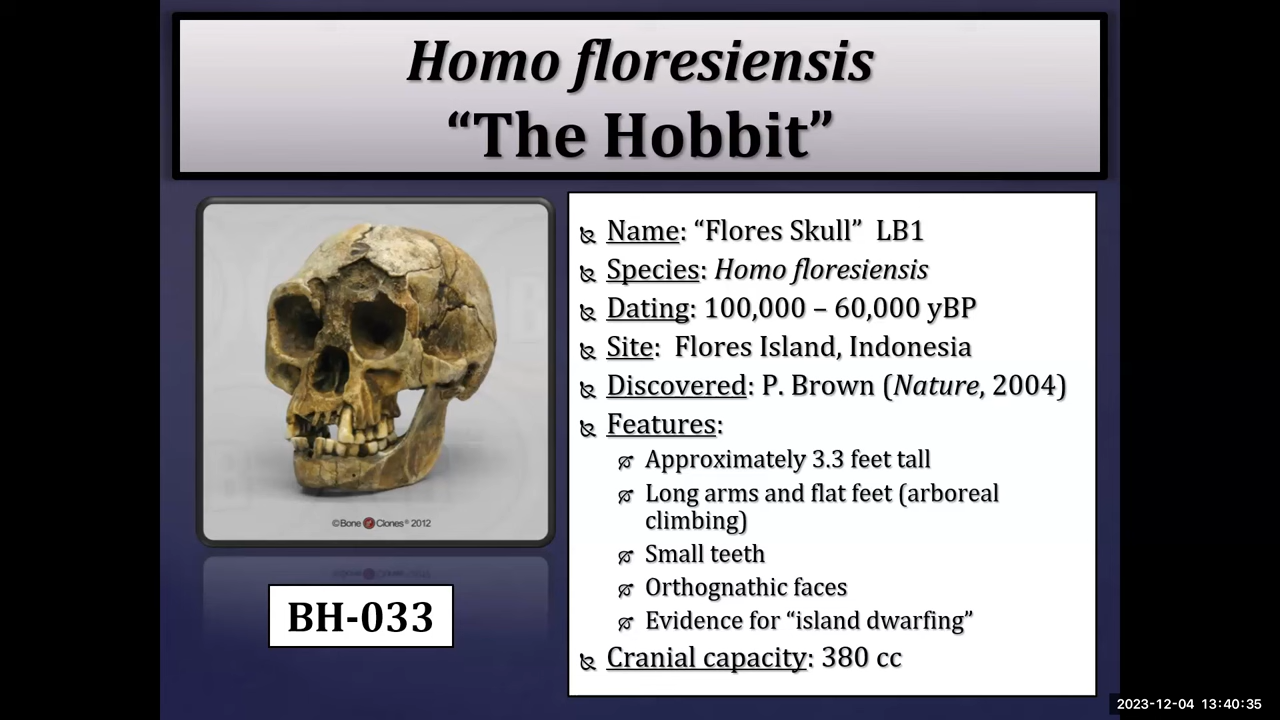 Homo floresiensis
“The Hobbit”
©Bone Clones® 2012
BH-033
Name: “Flores Skull” LB1
Species: Homo floresiensis
Dating: 100,000 – 60,000 yBP
Site: Flores Island, Indonesia
Discovered: P. Brown (Nature, 2004)
Features:
Approximately 3.3 feet tall
Long arms and flat feet (arboreal
climbing)
Small teeth
Orthognathic faces
Evidence for “island dwarfing”
Cranial capacity: 380 cc
2023-12-04 13:40:35